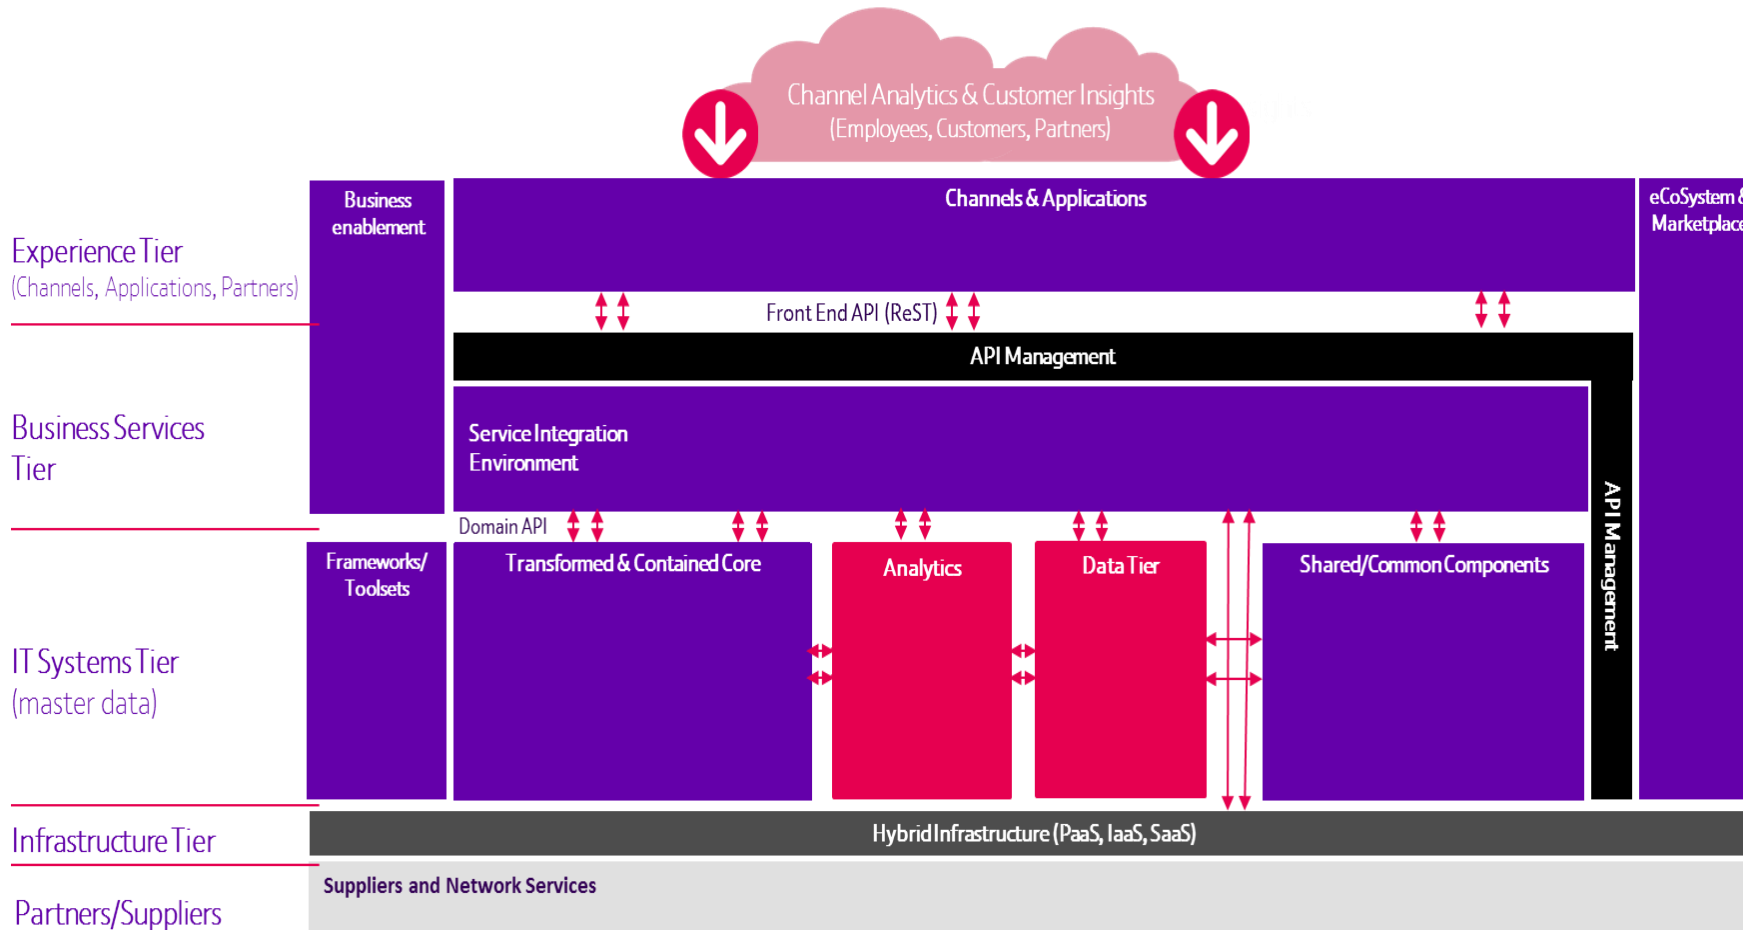 Channel Analytics & Customer Insights
(Employees, Customers, Partners)
Business
enablement
Channels & Applications
eCoSystem &
Marketplace
Experience Tier
(Channels, Applications, Partners)
Front End API (ReST)
API Management
Business Services
Tier
Service Integration
Environment
API Management
Domain API
Frameworks/
Toolsets
Transformed & Contained Core
Analytics
Data Tier
Shared/Common Components
IT Systems Tier
(master data)
Infrastructure Tier
Hybrid Infrastructure (PaaS, IaaS, SaaS)
Suppliers and Network Services
Partners/Suppliers